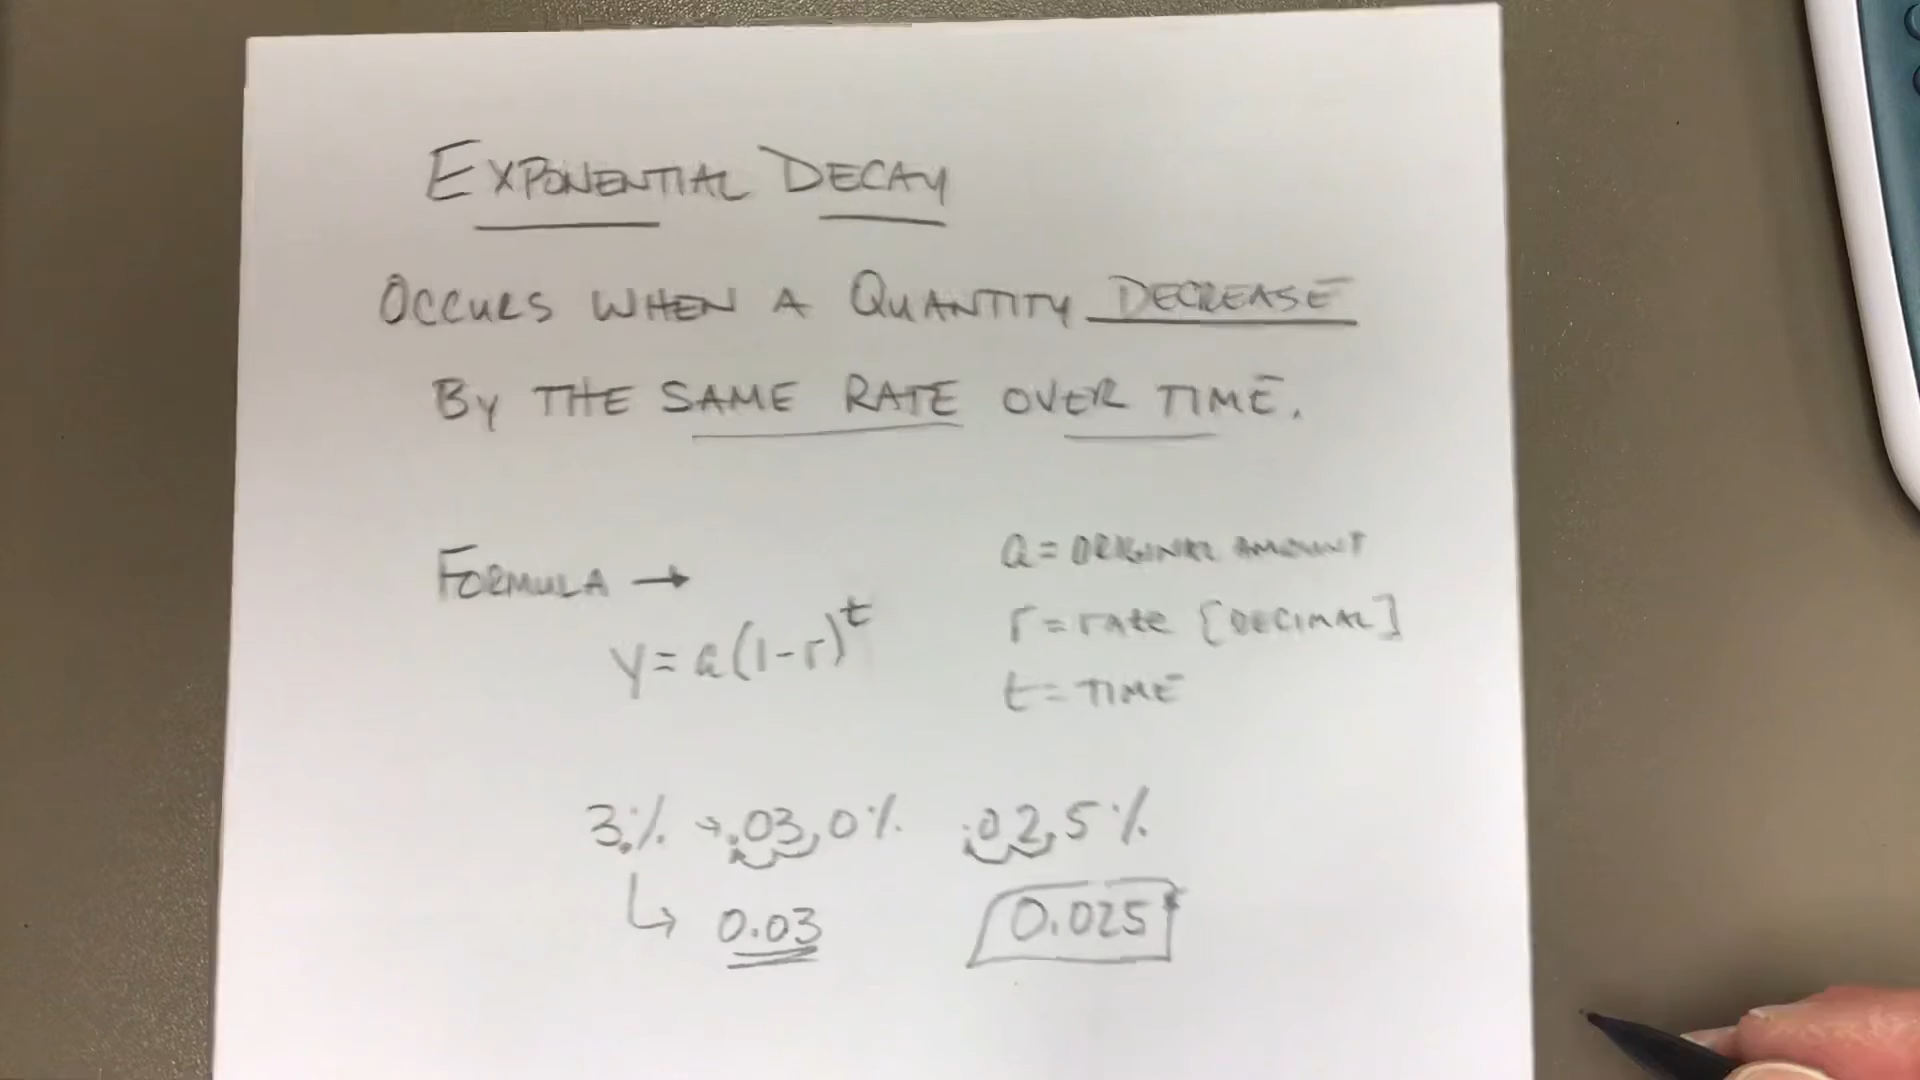 EXPONENTIAL DECAY
OCCURS WHEN A QUANTITY DECREASE
BY THE SAME RATE OVER TIME.
FORMULA →
y = a(1-r)^t
a = ORIGINAL AMOUNT
r = rate [DECIMAL]
t = TIME
3.% → .03,0% .02,5%
↳ 0.03 0.025